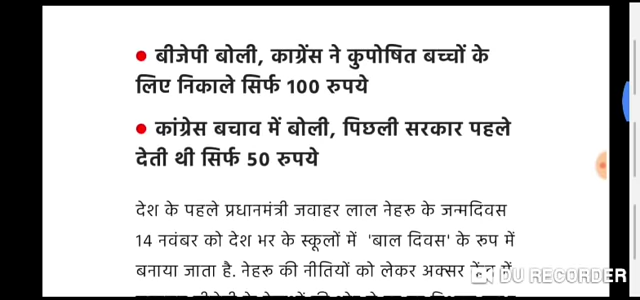 बीजेपी बोली, काग्रेंस ने कुपोषित बच्चों के
लिए निकाले सिर्फ 100 रुपये
कांग्रेस बचाव में बोली, पिछली सरकार पहले
देती थी सिर्फ 50 रुपये
देश के पहले प्रधानमंत्री जवाहर लाल नेहरू के जन्मदिवस
14 नवंबर को देश भर के स्कूलों में 'बाल दिवस' के रूप में
बनाया जाता है. नेहरू की नीतियों को लेकर अक्सर में
DU RECORDER